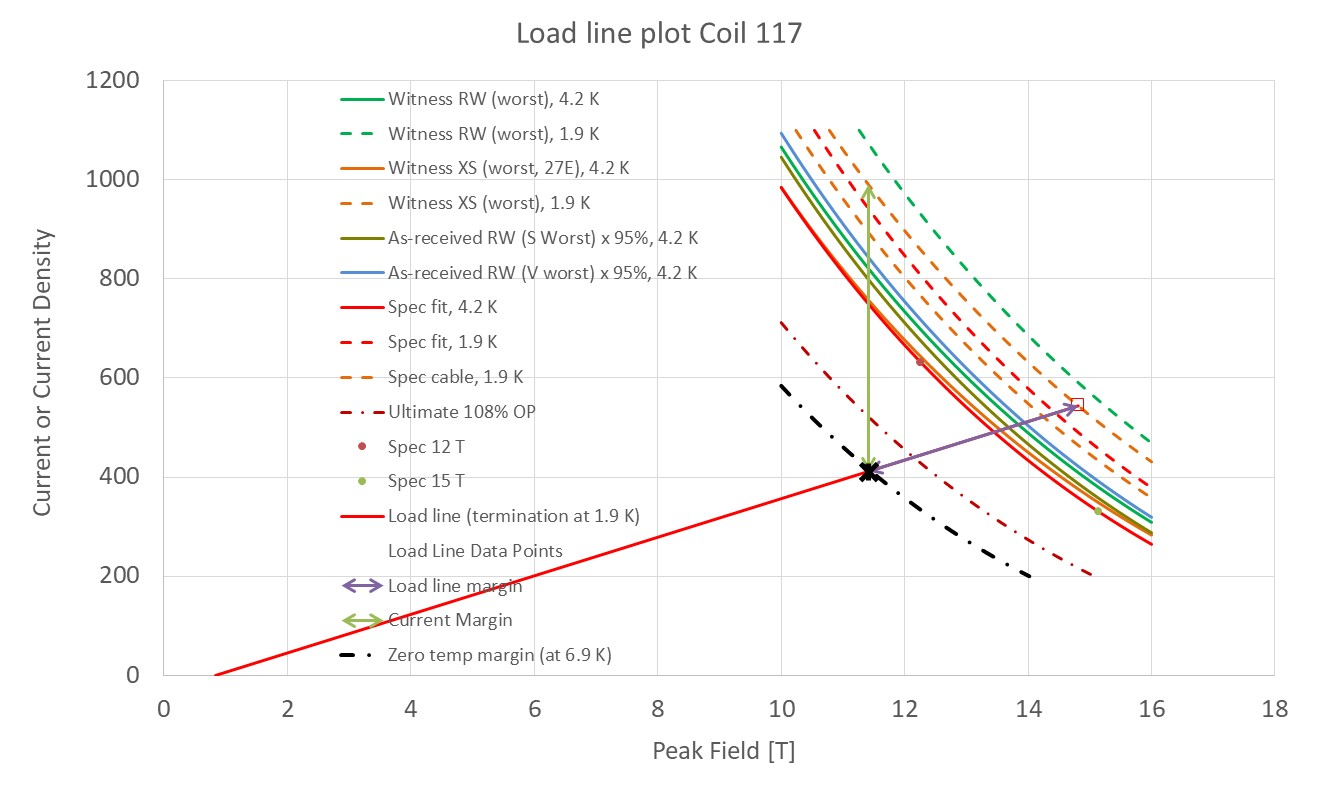 Load line plot Coil 117
1200
1000
800
600
400
200
0
Current or Current Density
Witness RW (worst), 4.2 K
Witness RW (worst), 1.9 K
Witness XS (worst, 27E), 4.2 K
Witness XS (worst), 1.9 K
As-received RW (S Worst) x 95%, 4.2 K
As-received RW (V worst) x 95%, 4.2 K
Spec fit, 4.2 K
Spec fit, 1.9 K
Spec cable, 1.9 K
Ultimate 108% OP
Spec 12 T
Spec 15 T
Load line (termination at 1.9 K)
Load Line Data Points
Load line margin
Current Margin
Zero temp margin (at 6.9 K)
0 2 4 6 8 10 12 14 16 18
Peak Field [T]